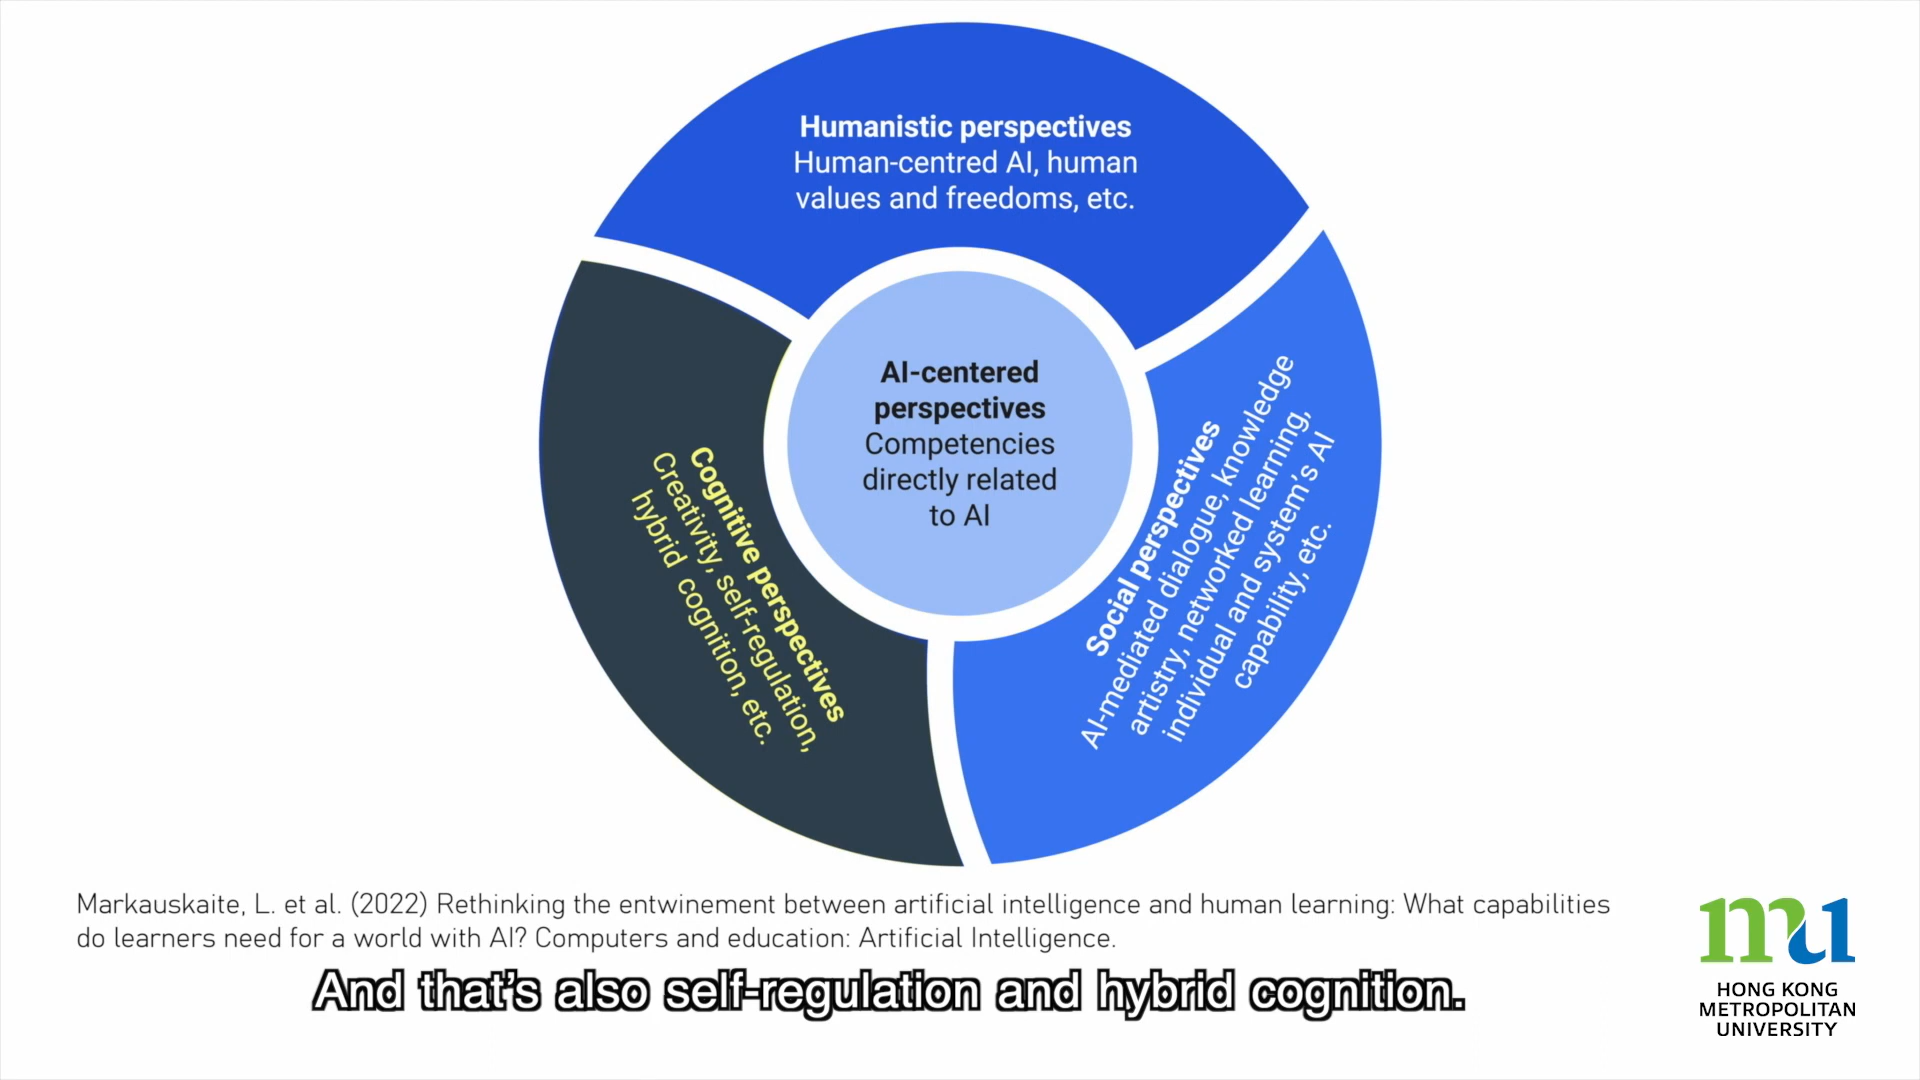 Humanistic perspectives
Human-centred AI, human
values and freedoms, etc.
AI-centered
perspectives
Competencies
directly related
to AI
Social perspectives
AI-mediated dialogue, knowledge
artistry, networked learning,
individual and system's AI
capability, etc.
Cognitive perspectives
Creativity, self-regulation,
hybrid cognition, etc.
Markauskaite, L. et al. (2022) Rethinking the entwinement between artificial intelligence and human learning: What capabilities
do learners need for a world with AI? Computers and education: Artificial Intelligence.
And that's also self-regulation and hybrid cognition.
mu
HONG KONG
METROPOLITAN
UNIVERSITY